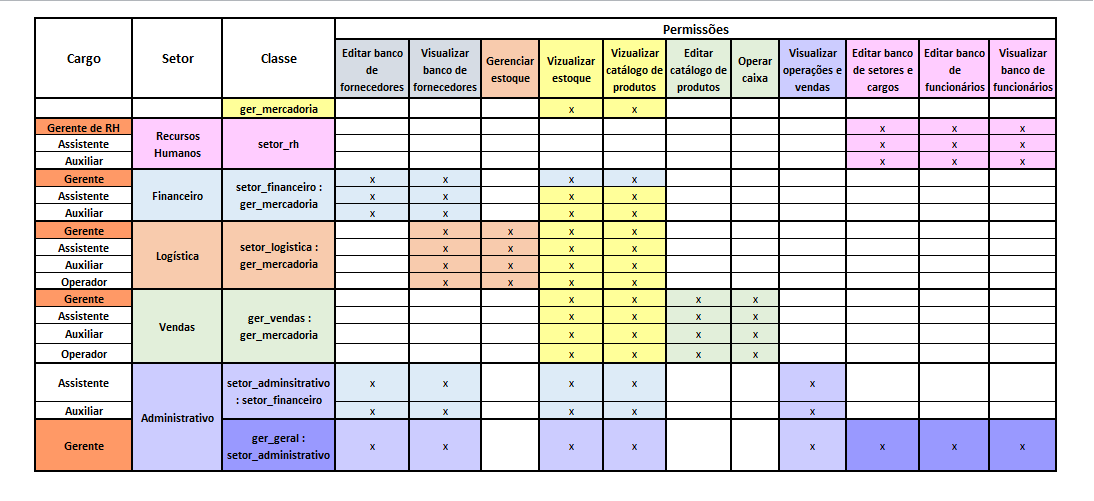 Cargo Setor Classe Permissões
Editar banco de fornecedores Visualizar banco de fornecedores Gerenciar estoque Vizualizar estoque Vizualizar catálogo de produtos Editar catálogo de produtos Operar caixa Visualizar operações e vendas Editar banco de setores e cargos Editar banco de funcionários Visualizar banco de funcionários
ger_mercadoria x x
Gerente de RH Recursos Humanos setor_rh x x x
Assistente x x x
Auxiliar x x x
Gerente Financeiro setor_financeiro : ger_mercadoria x x x x
Assistente x x x x
Auxiliar x x x x
Gerente Logística setor_logistica : ger_mercadoria x x x x
Assistente x x x x
Auxiliar x x x x
Operador x x x x
Gerente Vendas ger_vendas : ger_mercadoria x x x x
Assistente x x x x
Auxiliar x x x x
Operador x x x x
Assistente Administrativo setor_adminsitrativo : setor_financeiro x x x x x
Auxiliar x x x x x
Gerente ger_geral : setor_administrativo x x x x x x x x